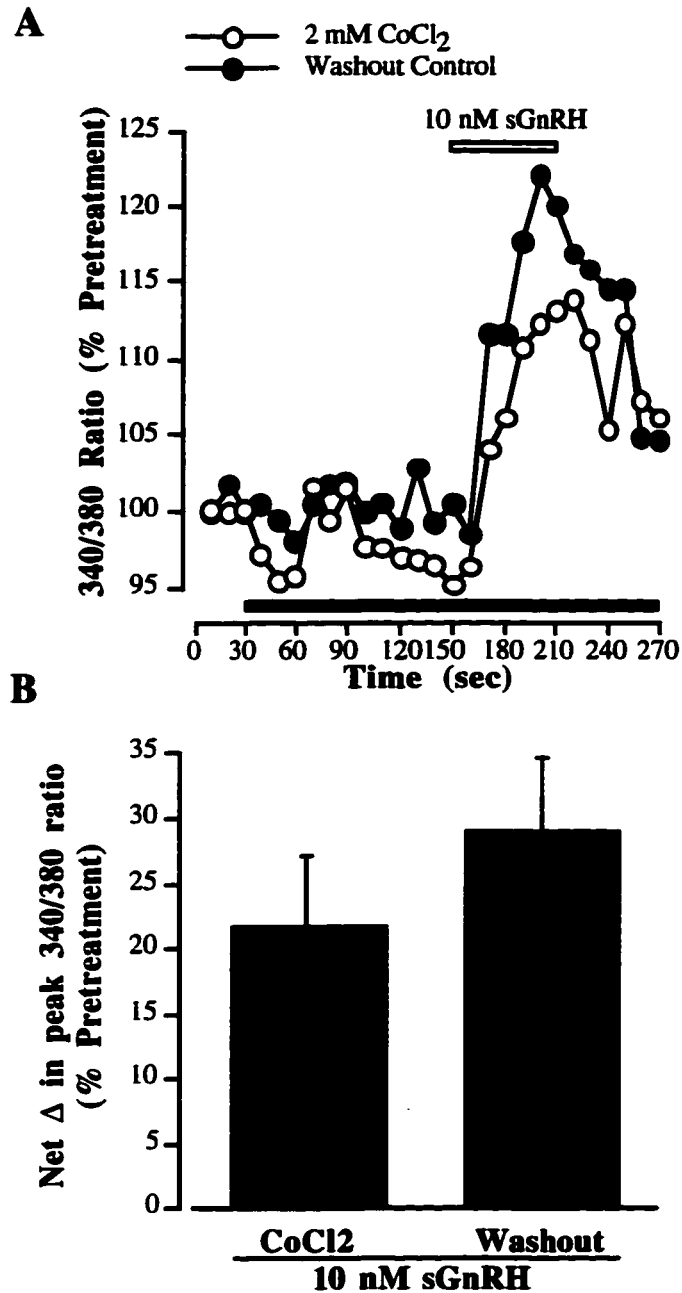 A
2 mM CoCl2
Washout Control
10 nM sGnRH
340/380 Ratio (% Pretreatment)
125
120
115
110
105
100
95
0 30 60 90 120 150 180 210 240 270
Time (sec)
B
Net Δ in peak 340/380 ratio
(% Pretreatment)
35
30
25
20
15
10
5
0
CoCl2 Washout
10 nM sGnRH